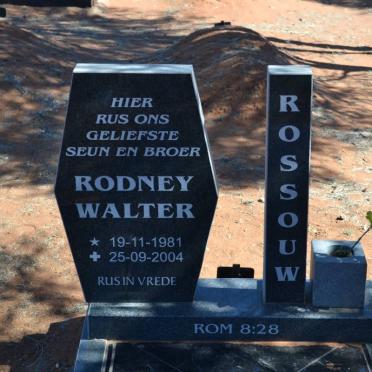 HIER
RUS ONS
GELIEFSTE
SEUN EN BROER
RODNEY
WALTER
★ 19-11-1981
✚ 25-09-2004
RUS IN VREDE
ROSSOUW
ROM 8:28